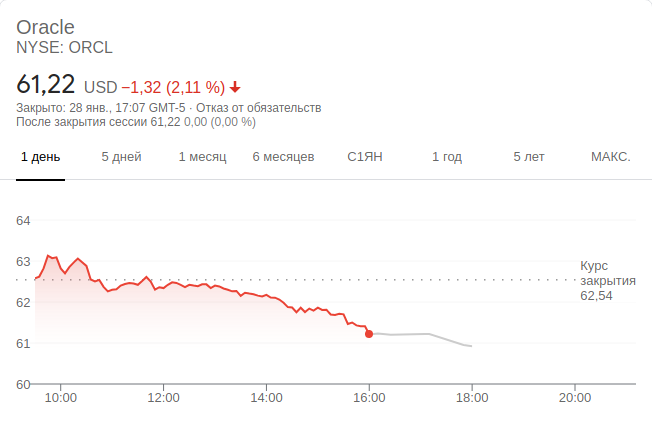 Oracle
NYSE: ORCL
61,22 USD −1,32 (2,11 %)
Закрыто: 28 янв., 17:07 GMT-5 · Отказ от обязательств
После закрытия сессии 61,22 0,00 (0,00 %)
1 день 5 дней 1 месяц 6 месяцев С1ЯН 1 год 5 лет МАКС.
64
63
62
61
60
Курс
закрытия
62,54
10:00 12:00 14:00 16:00 18:00 20:00